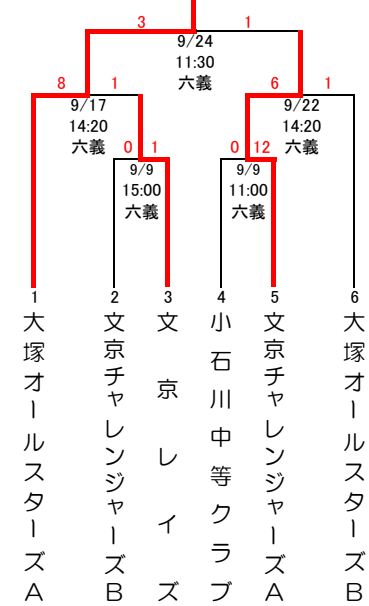 3 1
9/24
11:30
六義
8 1 6 1
9/17 9/22
14:20 14:20
六義 六義
0 1 0 12
9/9 9/9
15:00 11:00
六義 六義
1 2 3 4 5 6
大塚オールスターズA
文京チャレンジャーズB
文京レイズ
小石川中等クラブ
文京チャレンジャーズA
大塚オールスターズB